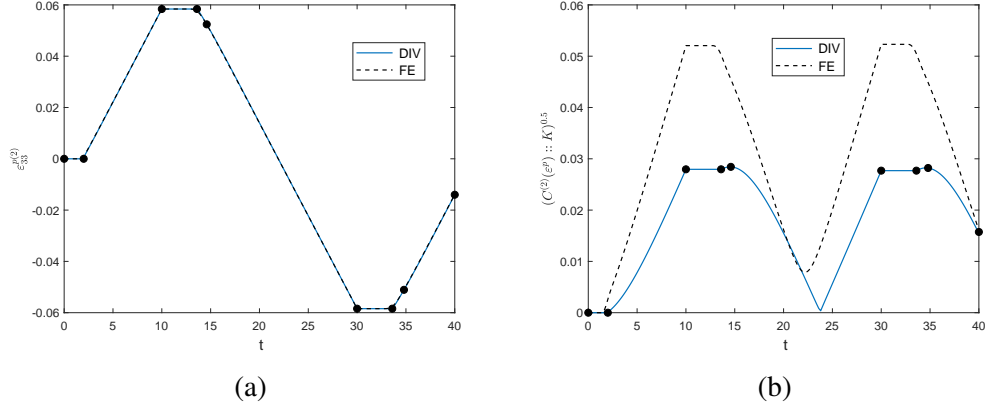 0.06
0.04
0.02
0
-0.02
-0.04
-0.06
ε₃₃^{p(2)}
0 5 10 15 20 25 30 35 40
t
DIV
FE
(a)
0.06
0.05
0.04
0.03
0.02
0.01
0
(C^{(2)}(ε^p) :: K)^{0.5}
0 5 10 15 20 25 30 35 40
t
DIV
FE
(b)